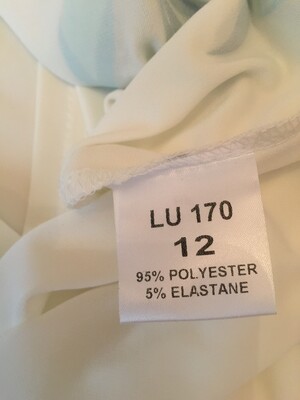 LU 170
12
95% POLYESTER
5% ELASTANE